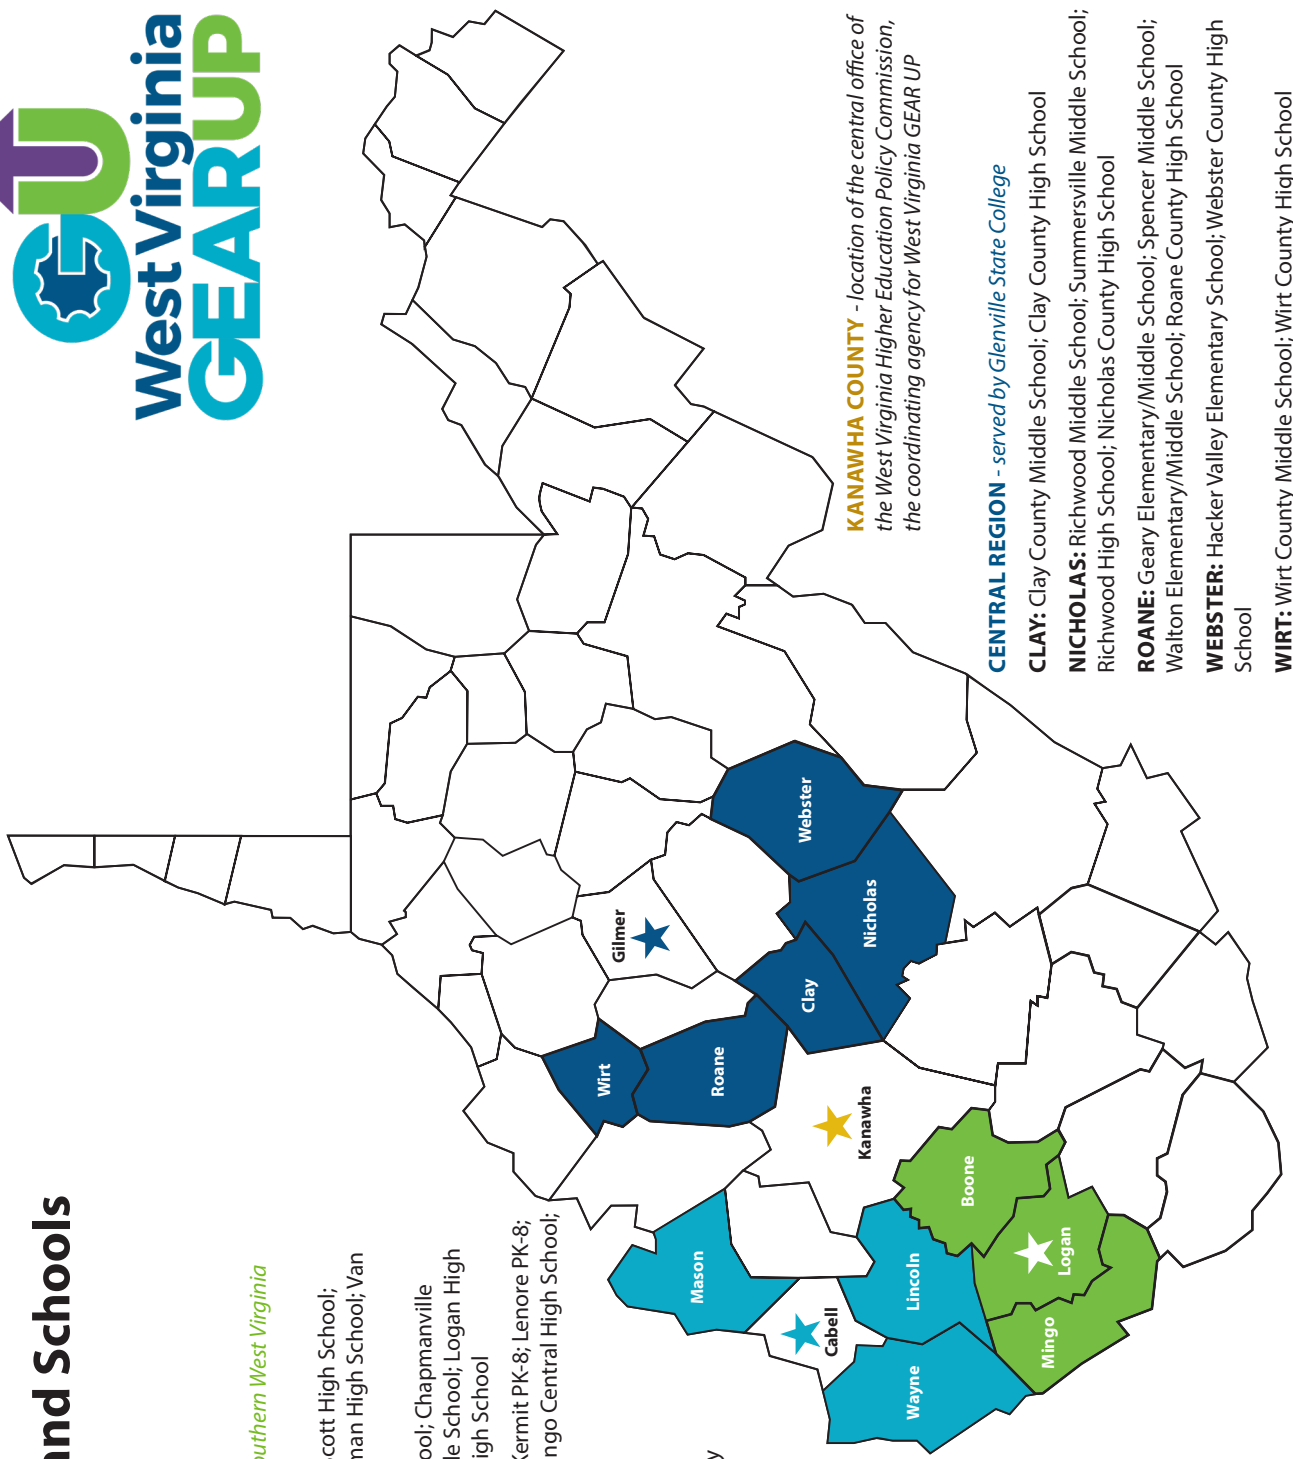 and Schools
GU
West Virginia
GEARUP
outhern West Virginia
cott High School;
man High School; Van
ool; Chapmanville
le School; Logan High
igh School
Kermit PK-8; Lenore PK-8;
ngo Central High School;
y
Mason
Cabell
Wayne
Lincoln
Mingo
Logan
Boone
Kanawha
Wirt
Roane
Clay
Gilmer
Nicholas
Webster
KANAWHA COUNTY - location of the central office of
the West Virginia Higher Education Policy Commission,
the coordinating agency for West Virginia GEAR UP
CENTRAL REGION - served by Glenville State College
CLAY: Clay County Middle School; Clay County High School
NICHOLAS: Richwood Middle School; Summersville Middle School;
Richwood High School; Nicholas County High School
ROANE: Geary Elementary/Middle School; Spencer Middle School;
Walton Elementary/Middle School; Roane County High School
WEBSTER: Hacker Valley Elementary School; Webster County High
School
WIRT: Wirt County Middle School; Wirt County High School